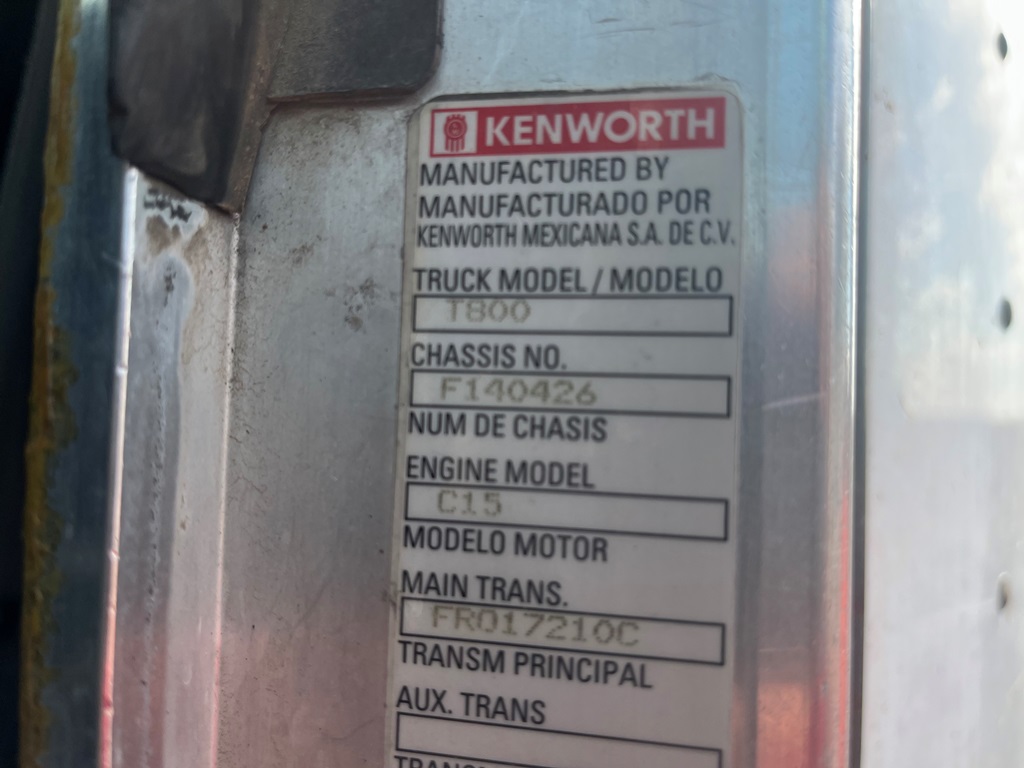 KENWORTH
MANUFACTURED BY
MANUFACTURADO POR
KENWORTH MEXICANA S.A. DE C.V.
TRUCK MODEL / MODELO
T800
CHASSIS NO.
F140426
NUM DE CHASIS
ENGINE MODEL
C15
MODELO MOTOR
MAIN TRANS.
FRO17210C
TRANSM PRINCIPAL
AUX. TRANS